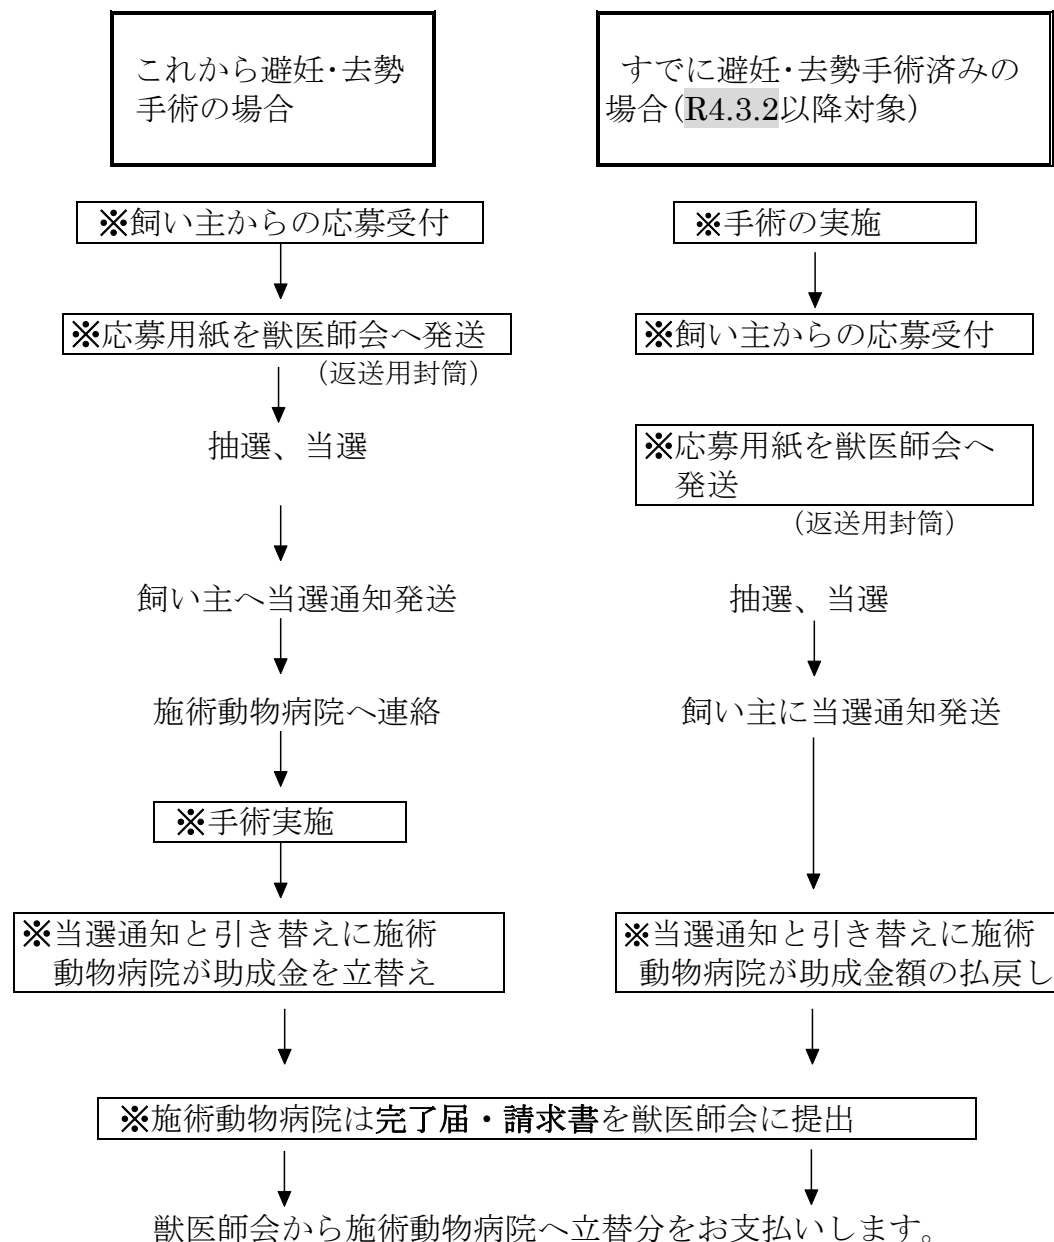 これから避妊・去勢
手術の場合
※飼い主からの応募受付
※応募用紙を獣医師会へ発送
（返送用封筒）
抽選、当選
飼い主へ当選通知発送
施術動物病院へ連絡
※手術実施
※当選通知と引き替えに施術
動物病院が助成金を立替え
すでに避妊・去勢手術済みの
場合（R4.3.2以降対象）
※手術の実施
※飼い主からの応募受付
※応募用紙を獣医師会へ
発送
（返送用封筒）
抽選、当選
飼い主に当選通知発送
※当選通知と引き替えに施術
動物病院が助成金額の払戻し
※施術動物病院は完了届・請求書を獣医師会に提出
獣医師会から施術動物病院へ立替分をお支払いします。